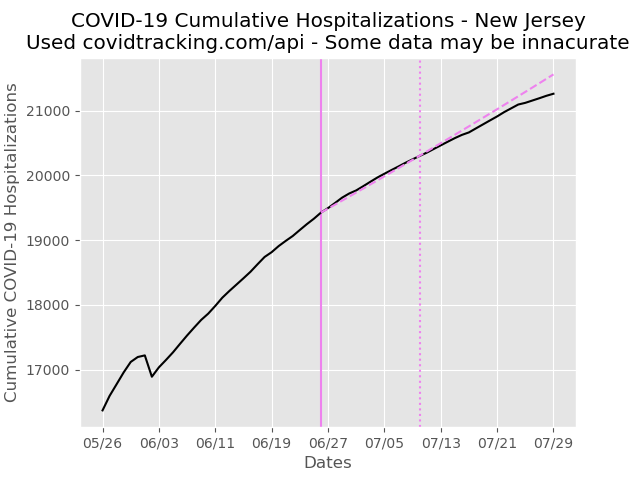 COVID-19 Cumulative Hospitalizations - New Jersey
Used covidtracking.com/api - Some data may be innacurate
Cumulative COVID-19 Hospitalizations
21000
20000
19000
18000
17000
05/26 06/03 06/11 06/19 06/27 07/05 07/13 07/21 07/29
Dates